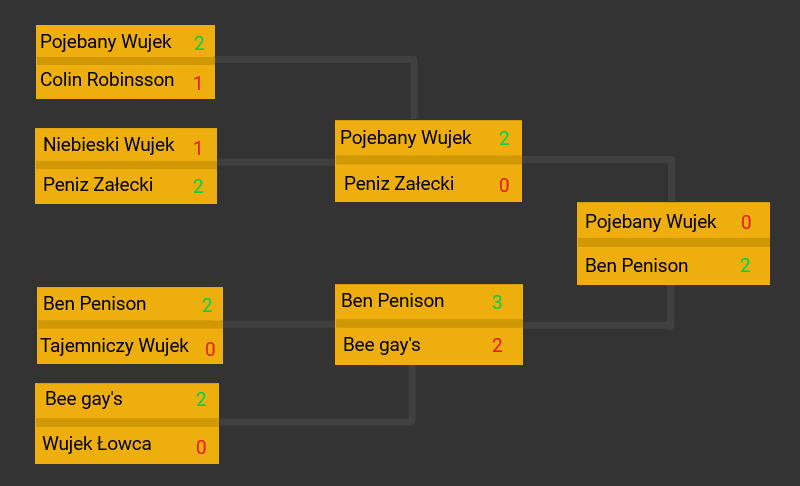 Pojebany Wujek 2
Colin Robinsson 1
Niebieski Wujek 1
Peniz Załecki 2
Ben Penison 2
Tajemniczy Wujek 0
Bee gay's 2
Wujek Łowca 0
Pojebany Wujek 2
Peniz Załecki 0
Ben Penison 3
Bee gay's 2
Pojebany Wujek 0
Ben Penison 2